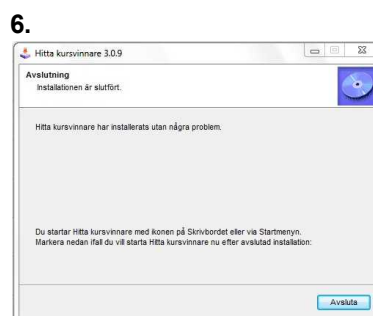 6.
Hitta kursvinnare 3.0.9
Avslutning
Installationen är slutfört.
Hitta kursvinnare har installerats utan några problem.
Du startar Hitta kursvinnare med ikonen på Skrivbordet eller via Startmenyn.
Markera nedan ifall du vill starta Hitta kursvinnare nu efter avslutad installation:
Avsluta